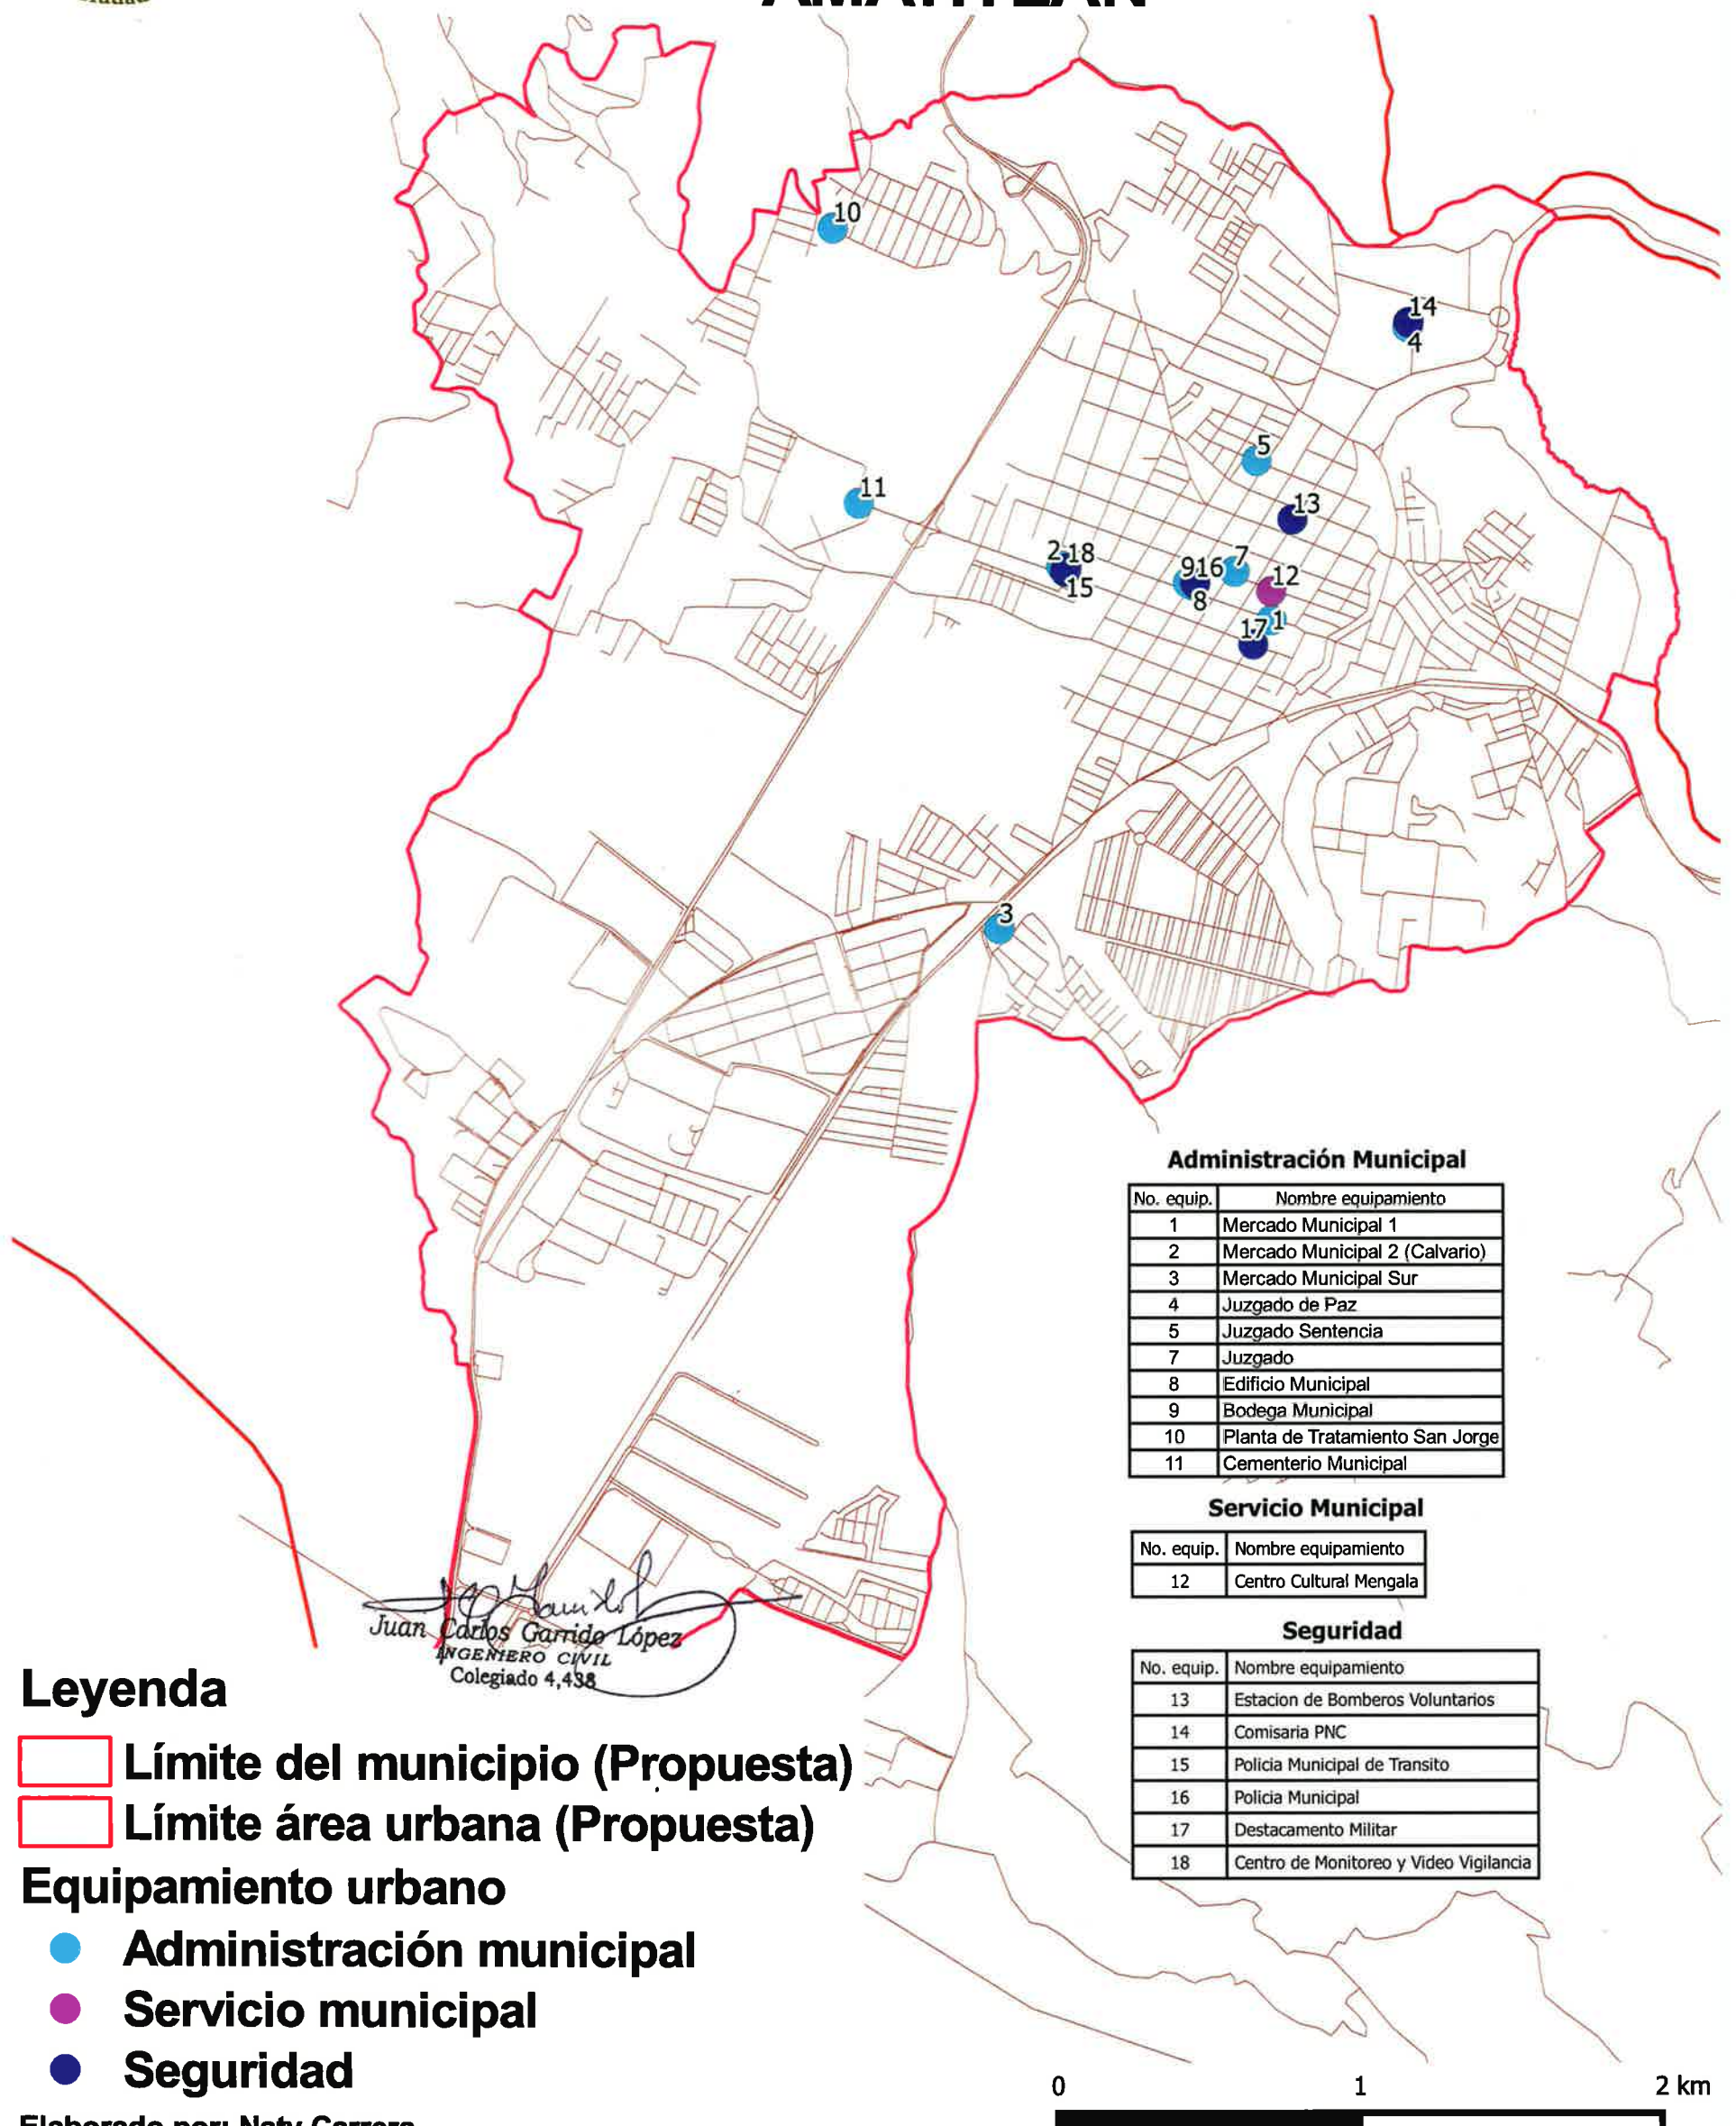 AMATITLÁN
10
14
4
5
11
13
2 18
15
916
7
8
12
17
1
3
Administración Municipal
No. equip. Nombre equipamiento
1 Mercado Municipal 1
2 Mercado Municipal 2 (Calvario)
3 Mercado Municipal Sur
4 Juzgado de Paz
5 Juzgado Sentencia
7 Juzgado
8 Edificio Municipal
9 Bodega Municipal
10 Planta de Tratamiento San Jorge
11 Cementerio Municipal
Servicio Municipal
No. equip. Nombre equipamiento
12 Centro Cultural Mengala
Seguridad
No. equip. Nombre equipamiento
13 Estacion de Bomberos Voluntarios
14 Comisaria PNC
15 Policia Municipal de Transito
16 Policia Municipal
17 Destacamento Militar
18 Centro de Monitoreo y Video Vigilancia
Juan Carlos Garrido López
INGENIERO CIVIL
Colegiado 4,438
Leyenda
Límite del municipio (Propuesta)
Límite área urbana (Propuesta)
Equipamiento urbano
Administración municipal
Servicio municipal
Seguridad
Elaborado por: Naty Carrera
0 1 2 km